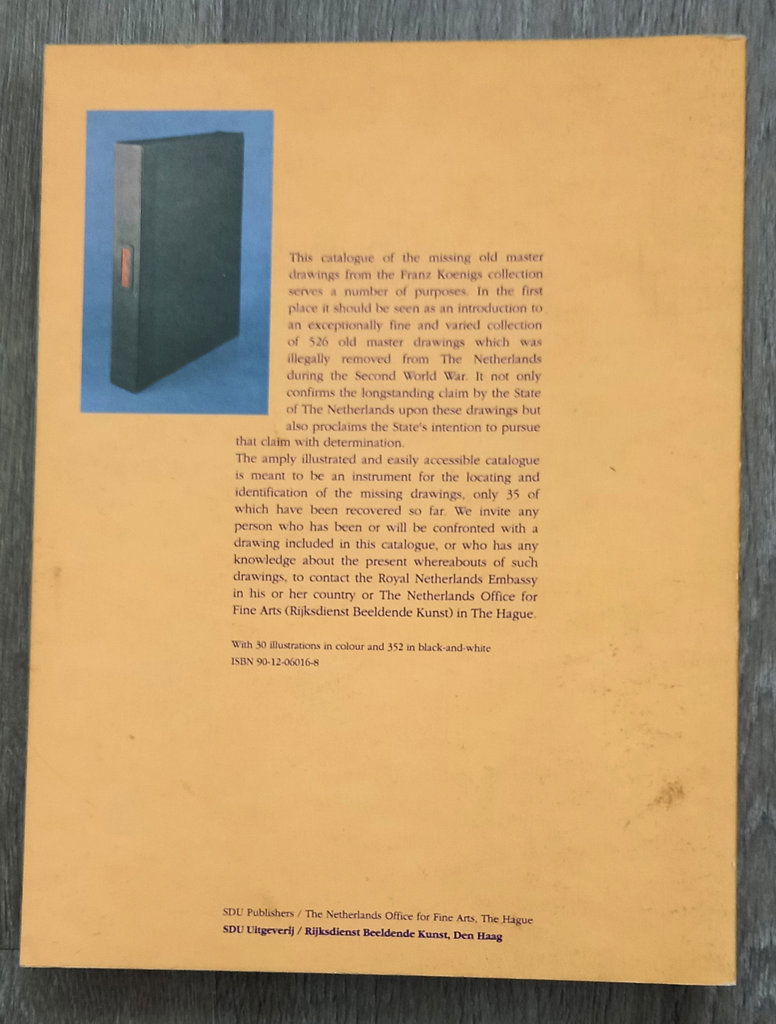 This catalogue of the missing old master
drawings from the Franz Koenigs collection
serves a number of purposes. In the first
place it should be seen as an introduction to
an exceptionally fine and varied collection
of 526 old master drawings which was
illegally removed from The Netherlands
during the Second World War. It not only
confirms the longstanding claim by the State
of The Netherlands upon these drawings but
also proclaims the State's intention to pursue
that claim with determination.
The amply illustrated and easily accessible catalogue
is meant to be an instrument for the locating and
identification of the missing drawings, only 35 of
which have been recovered so far. We invite any
person who has been or will be confronted with a
drawing included in this catalogue, or who has any
knowledge about the present whereabouts of such
drawings, to contact the Royal Netherlands Embassy
in his or her country or The Netherlands Office for
Fine Arts (Rijksdienst Beeldende Kunst) in The Hague.
With 30 illustrations in colour and 352 in black-and-white
ISBN 90-12-06016-8
SDU Publishers / The Netherlands Office for Fine Arts, The Hague
SDU Uitgeverij / Rijksdienst Beeldende Kunst, Den Haag